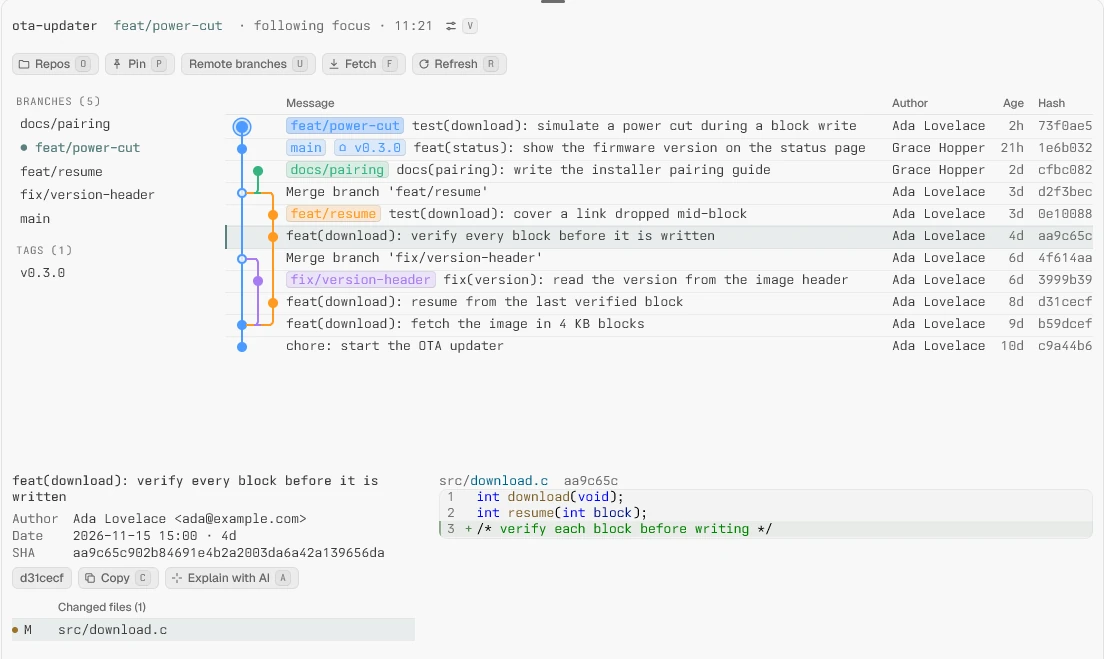 ota-updater feat/power-cut · following focus · 11:21 V
Repos O Pin P Remote branches U Fetch F Refresh R
BRANCHES (5)
docs/pairing
feat/power-cut
feat/resume
fix/version-header
main
TAGS (1)
v0.3.0
Message Author Age Hash
feat/power-cut test(download): simulate a power cut during a block write Ada Lovelace 2h 73f0ae5
main v0.3.0 feat(status): show the firmware version on the status page Grace Hopper 21h 1e6b032
docs/pairing docs(pairing): write the installer pairing guide Grace Hopper 2d cfbc082
Merge branch 'feat/resume' Ada Lovelace 3d d2f3bec
feat/resume test(download): cover a link dropped mid-block Ada Lovelace 3d 0e10088
feat(download): verify every block before it is written Ada Lovelace 4d aa9c65c
Merge branch 'fix/version-header' Ada Lovelace 6d 4f614aa
fix/version-header fix(version): read the version from the image header Ada Lovelace 6d 3999b39
feat(download): resume from the last verified block Ada Lovelace 8d d31cecf
feat(download): fetch the image in 4 KB blocks Ada Lovelace 9d b59dcef
chore: start the OTA updater Ada Lovelace 10d c9a44b6
feat(download): verify every block before it is
written
Author Ada Lovelace <ada@example.com>
Date 2026-11-15 15:00 · 4d
SHA aa9c65c902b84691e4b2a2003da6a42a139656da
d31cecf Copy C Explain with AI A
Changed files (1)
M src/download.c
src/download.c aa9c65c
1 int download(void);
2 int resume(int block);
3 + /* verify each block before writing */